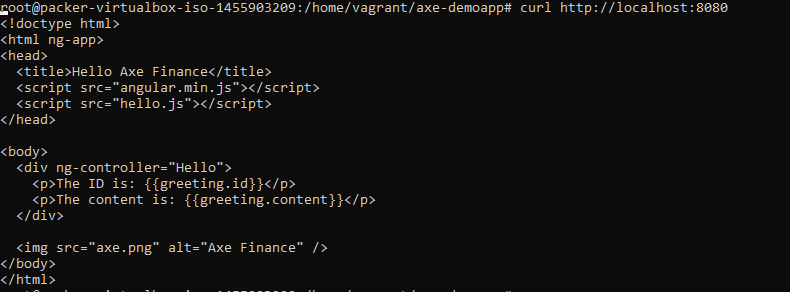 root@packer-virtualbox-iso-1455903209:/home/vagrant/axe-demoapp# curl http://localhost:8080
<!doctype html>
<html ng-app>
<head>
  <title>Hello Axe Finance</title>
  <script src="angular.min.js"></script>
  <script src="hello.js"></script>
</head>

<body>
  <div ng-controller="Hello">
    <p>The ID is: {{greeting.id}}</p>
    <p>The content is: {{greeting.content}}</p>
  </div>

  <img src="axe.png" alt="Axe Finance" />
</body>
</html>